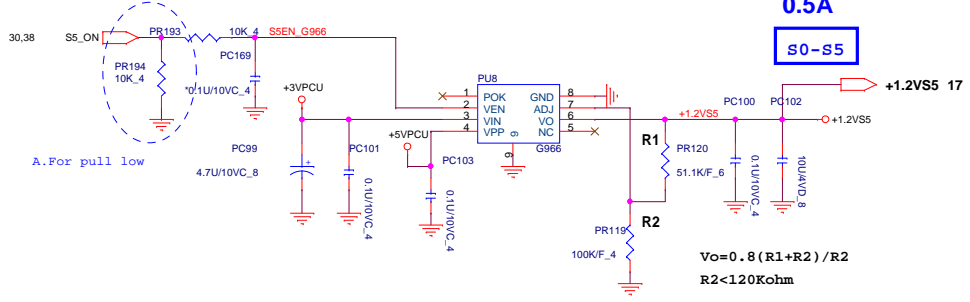 0.5A
S0-S5
30,38 S5_ON
PR193
10K_4
S5EN_G966
PR194
10K_4
PC169
*0.1U/10VC_4
A.For pull low
+3VPCU
PC99
4.7U/10VC_8
PC101
0.1U/10VC_4
+5VPCU
PC103
0.1U/10VC_4
PU8
1 POK GND 8
2 VEN ADJ 7
3 VIN VO 6
4 VPP NC 5
9
G966
+1.2VS5
R1
PR120
51.1K/F_6
R2
PR119
100K/F_4
PC100
0.1U/10VC_4
PC102
10U/4VD_8
+1.2VS5 17
+1.2VS5
Vo=0.8(R1+R2)/R2
R2<120Kohm